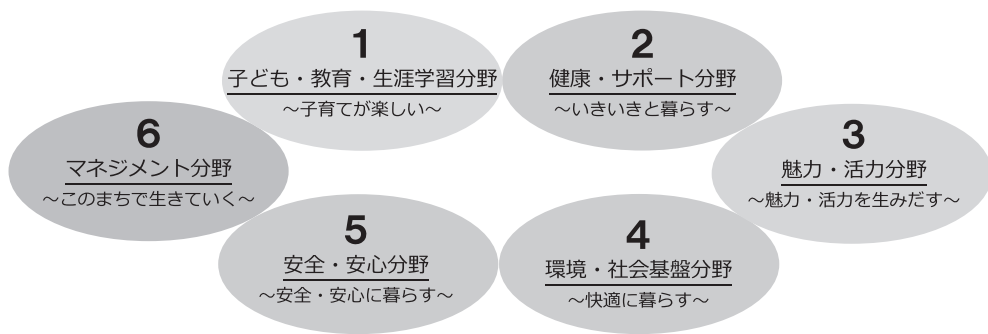 1
子ども・教育・生涯学習分野
～子育てが楽しい～
2
健康・サポート分野
～いきいきと暮らす～
3
魅力・活力分野
～魅力・活力を生みだす～
4
環境・社会基盤分野
～快適に暮らす～
5
安全・安心分野
～安全・安心に暮らす～
6
マネジメント分野
～このまちで生きていく～